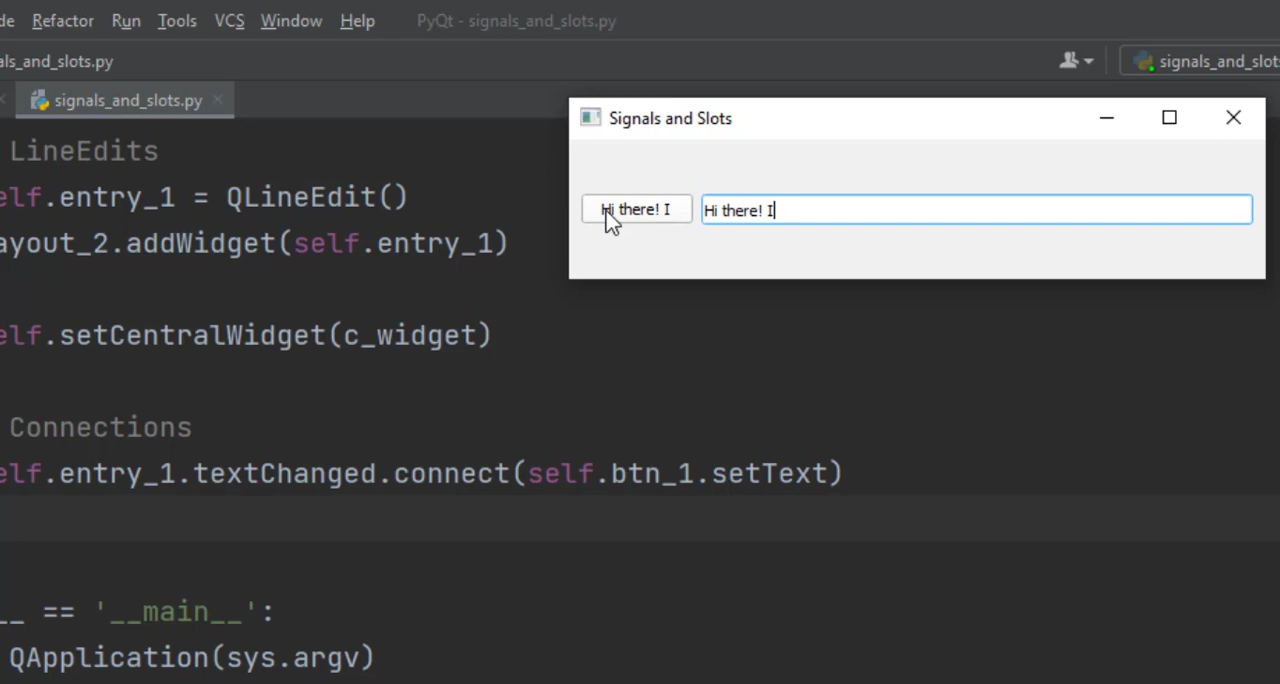 de Refactor Run Tools VCS Window Help PyQt - signals_and_slots.py
als_and_slots.py
signals_and_slot
signals_and_slots.py
Signals and Slots
LineEdits
elf.entry_1 = QLineEdit()
Hi there! I
Hi there! I
ayout_2.addWidget(self.entry_1)
elf.setCentralWidget(c_widget)
Connections
elf.entry_1.textChanged.connect(self.btn_1.setText)
__ == '__main__':
QApplication(sys.argv)